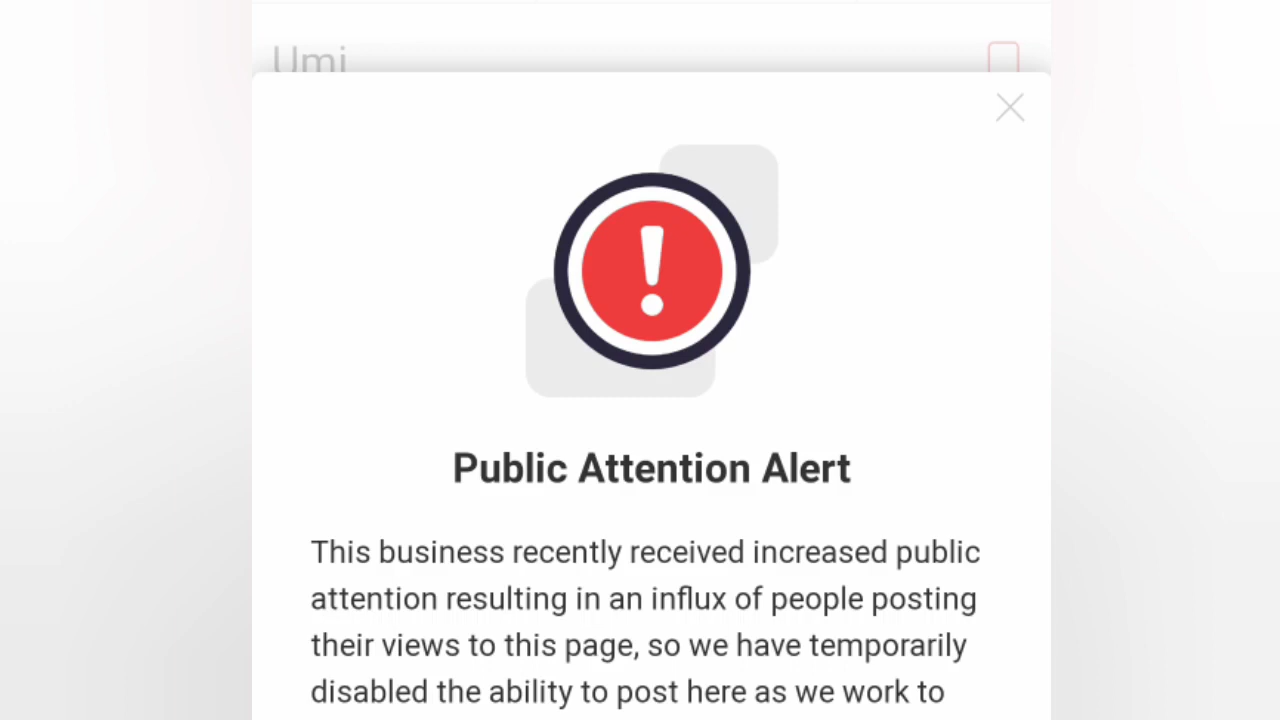 Umi
Public Attention Alert
This business recently received increased public
attention resulting in an influx of people posting
their views to this page, so we have temporarily
disabled the ability to post here as we work to